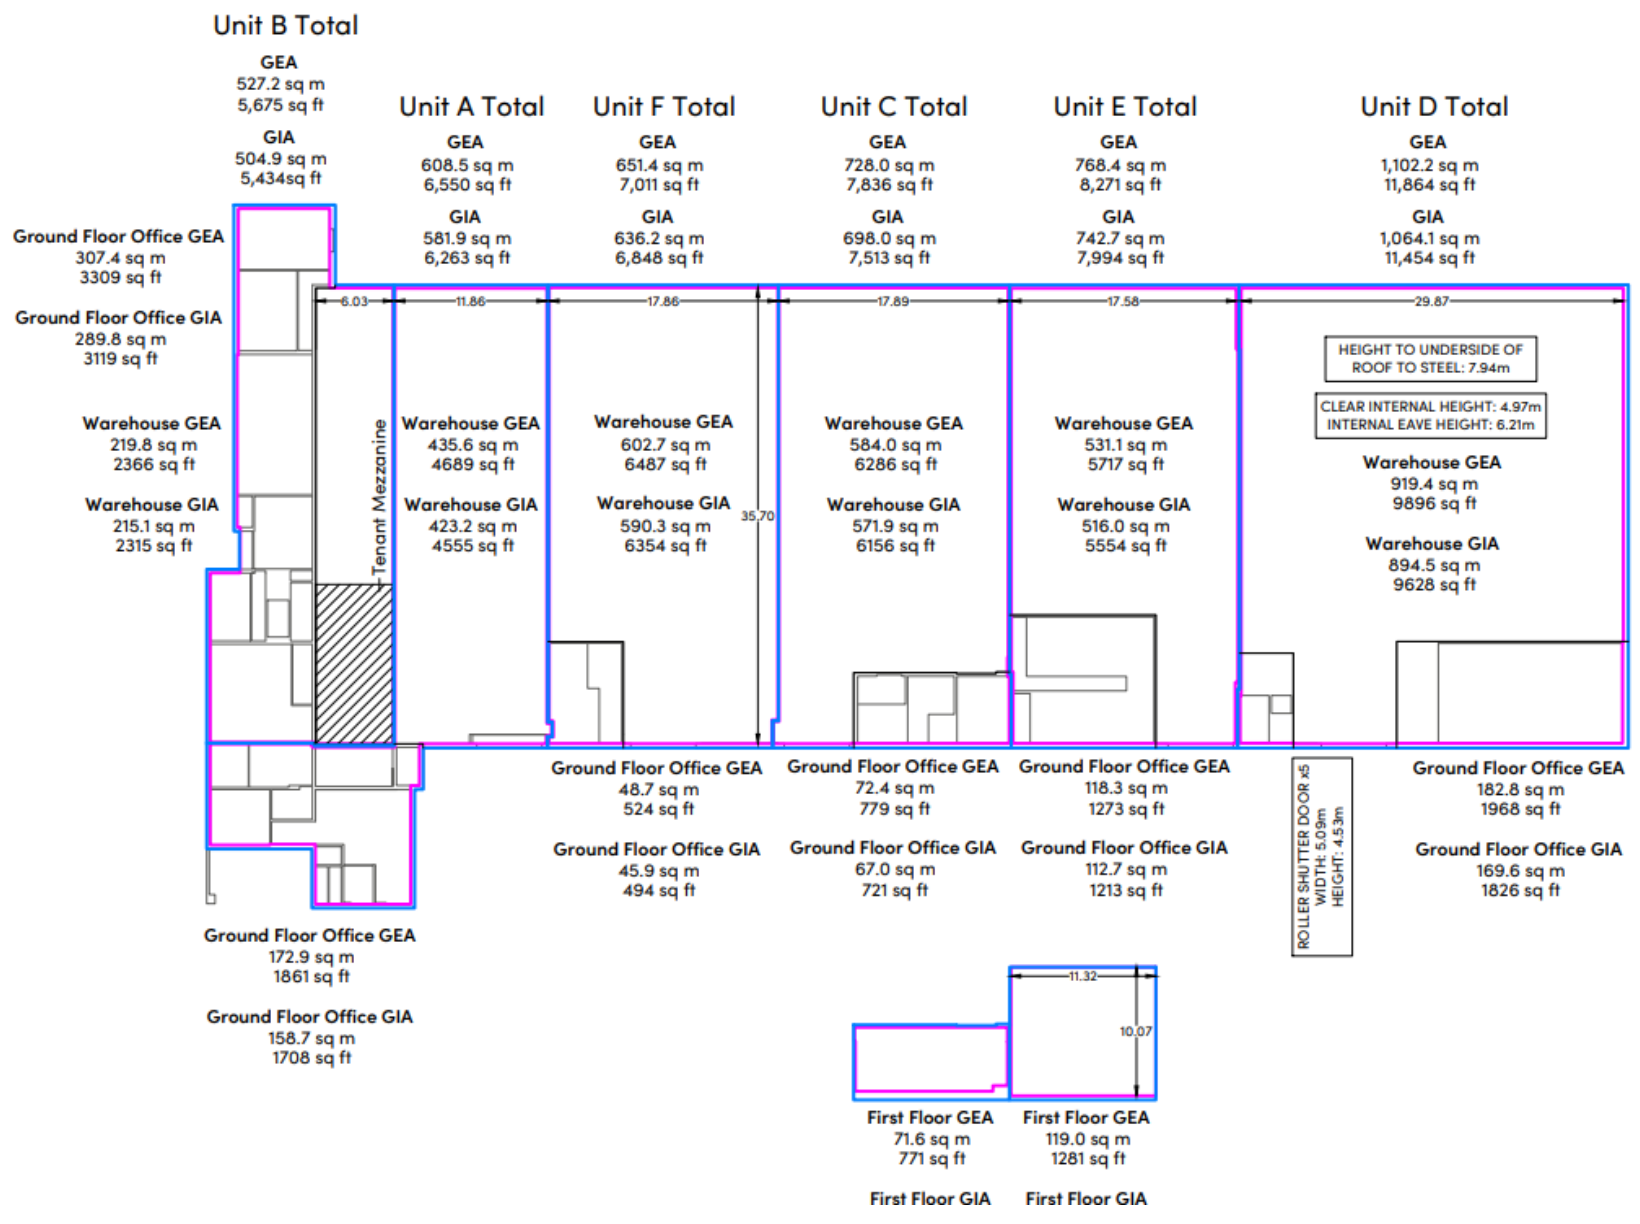 Unit B Total
GEA
527.2 sq m
5,675 sq ft
GIA
504.9 sq m
5,434sq ft
Unit A Total
GEA
608.5 sq m
6,550 sq ft
GIA
581.9 sq m
6,263 sq ft
Unit F Total
GEA
651.4 sq m
7,011 sq ft
GIA
636.2 sq m
6,848 sq ft
Unit C Total
GEA
728.0 sq m
7,836 sq ft
GIA
698.0 sq m
7,513 sq ft
Unit E Total
GEA
768.4 sq m
8,271 sq ft
GIA
742.7 sq m
7,994 sq ft
Unit D Total
GEA
1,102.2 sq m
11,864 sq ft
GIA
1,064.1 sq m
11,454 sq ft
Ground Floor Office GEA
307.4 sq m
3309 sq ft
Ground Floor Office GIA
289.8 sq m
3119 sq ft
Warehouse GEA
219.8 sq m
2366 sq ft
Warehouse GIA
215.1 sq m
2315 sq ft
6.03
11.86
17.86
17.89
17.58
29.87
Tenant Mezzanine
Warehouse GEA
435.6 sq m
4689 sq ft
Warehouse GIA
423.2 sq m
4555 sq ft
Warehouse GEA
602.7 sq m
6487 sq ft
Warehouse GIA
590.3 sq m
6354 sq ft
35.70
Warehouse GEA
584.0 sq m
6286 sq ft
Warehouse GIA
571.9 sq m
6156 sq ft
Warehouse GEA
531.1 sq m
5717 sq ft
Warehouse GIA
516.0 sq m
5554 sq ft
HEIGHT TO UNDERSIDE OF
ROOF TO STEEL: 7.94m
CLEAR INTERNAL HEIGHT: 4.97m
INTERNAL EAVE HEIGHT: 6.21m
Warehouse GEA
919.4 sq m
9896 sq ft
Warehouse GIA
894.5 sq m
9628 sq ft
Ground Floor Office GEA
48.7 sq m
524 sq ft
Ground Floor Office GIA
45.9 sq m
494 sq ft
Ground Floor Office GEA
72.4 sq m
779 sq ft
Ground Floor Office GIA
67.0 sq m
721 sq ft
Ground Floor Office GEA
118.3 sq m
1273 sq ft
Ground Floor Office GIA
112.7 sq m
1213 sq ft
ROLLER SHUTTER DOOR x5
WIDTH: 5.09m
HEIGHT: 4.53m
Ground Floor Office GEA
182.8 sq m
1968 sq ft
Ground Floor Office GIA
169.6 sq m
1826 sq ft
Ground Floor Office GEA
172.9 sq m
1861 sq ft
Ground Floor Office GIA
158.7 sq m
1708 sq ft
11.32
10.07
First Floor GEA
71.6 sq m
771 sq ft
First Floor GIA
First Floor GEA
119.0 sq m
1281 sq ft
First Floor GIA